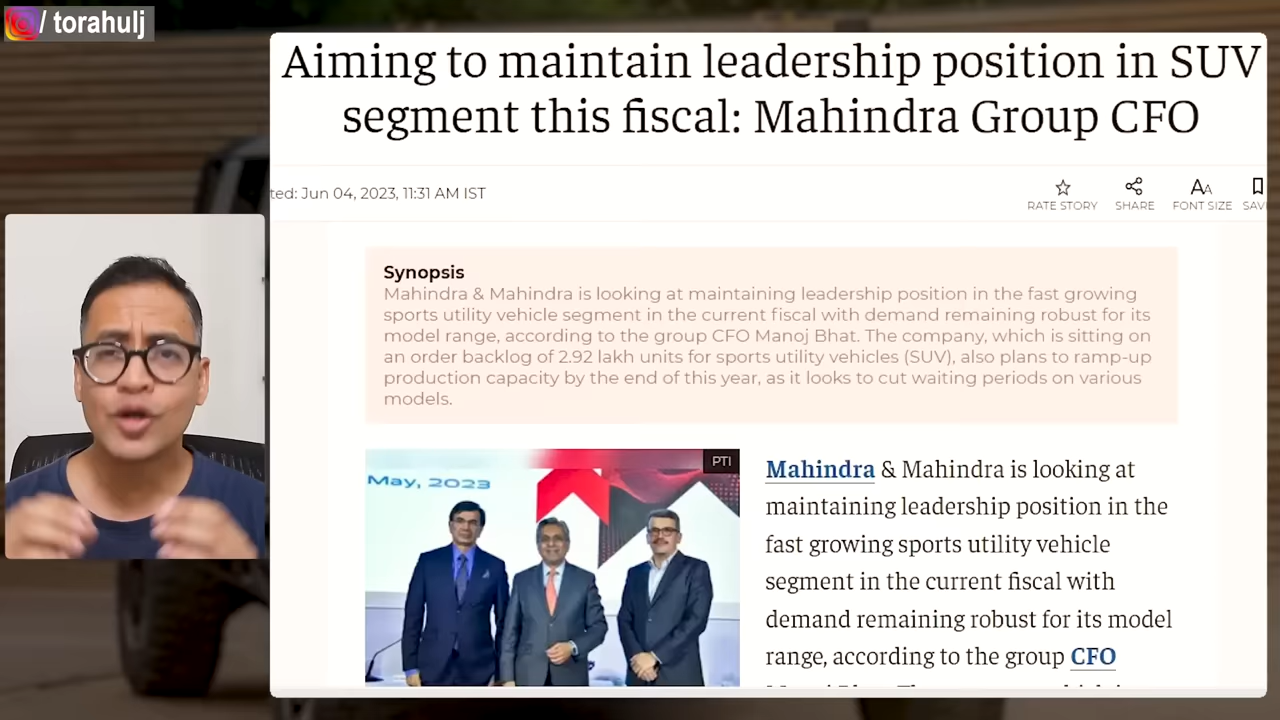 / torahulj
Aiming to maintain leadership position in SUV
segment this fiscal: Mahindra Group CFO
ted: Jun 04, 2023, 11:31 AM IST
RATE STORY
SHARE
AA
FONT SIZE
SAV
Synopsis
Mahindra & Mahindra is looking at maintaining leadership position in the fast growing
sports utility vehicle segment in the current fiscal with demand remaining robust for its
model range, according to the group CFO Manoj Bhat. The company, which is sitting on
an order backlog of 2.92 lakh units for sports utility vehicles (SUV), also plans to ramp-up
production capacity by the end of this year, as it looks to cut waiting periods on various
models.
PTI
May, 2023
Mahindra & Mahindra is looking at
maintaining leadership position in the
fast growing sports utility vehicle
segment in the current fiscal with
demand remaining robust for its model
range, according to the group CFO